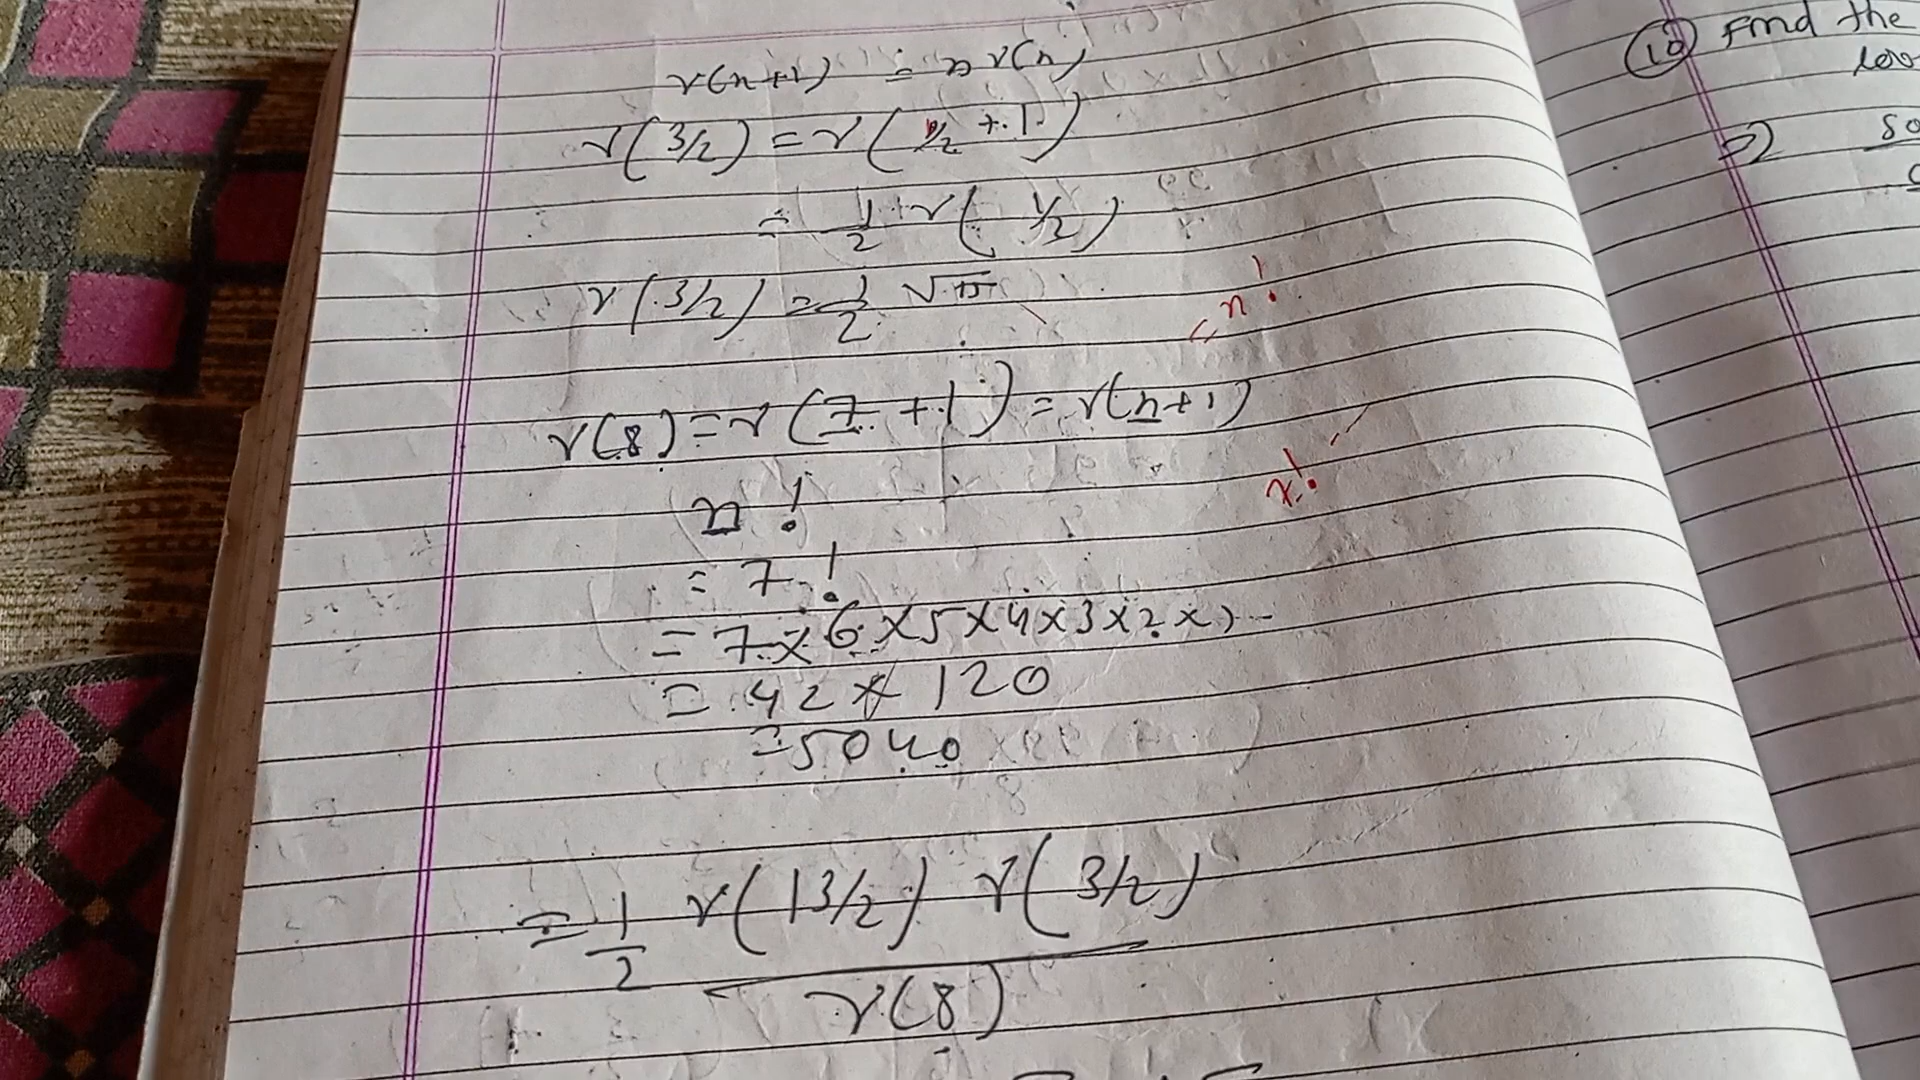 γ(n+1) = n γ(n)
γ(3/2) = γ(1/2 + 1)
= 1/2 γ(1/2)
γ(3/2) = 1/2 √π
n!
γ(8) = γ(7+1) = γ(n+1)
x!
n!
= 7!
= 7×6×5×4×3×2×1
= 42 × 120
= 5040
= 1/2 γ(13/2) γ(3/2) / γ(8)
(10) Find the